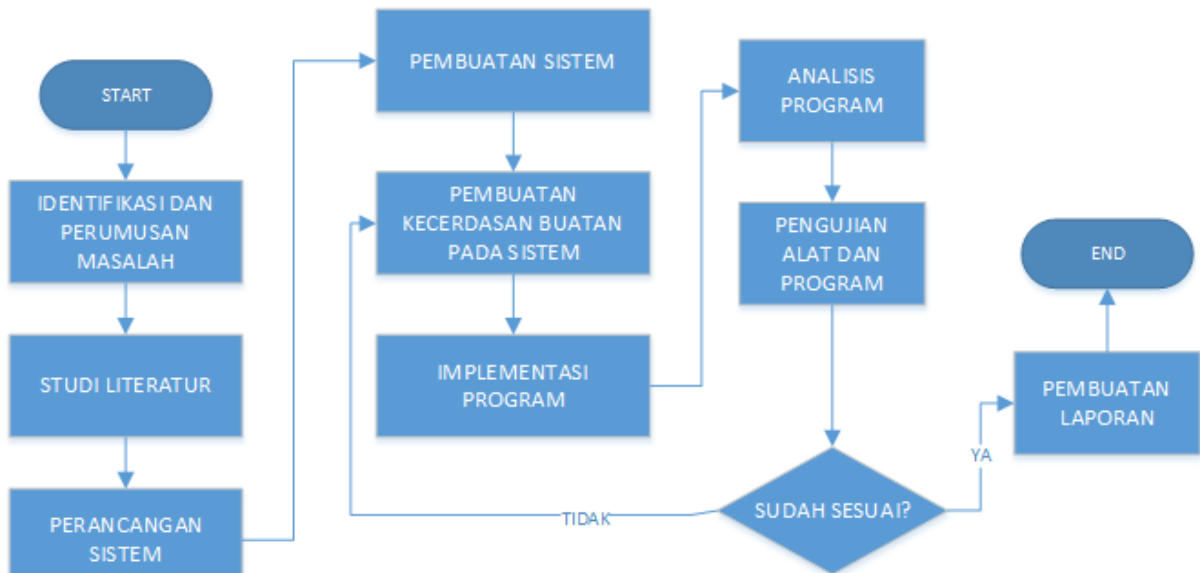 START
IDENTIFIKASI DAN
PERUMUSAN
MASALAH
STUDI LITERATUR
PERANCANGAN
SISTEM
PEMBUATAN SISTEM
PEMBUATAN
KECERDASAN BUATAN
PADA SISTEM
IMPLEMENTASI
PROGRAM
ANALISIS
PROGRAM
PENGUJIAN
ALAT DAN
PROGRAM
SUDAH SESUAI?
TIDAK
YA
PEMBUATAN
LAPORAN
END